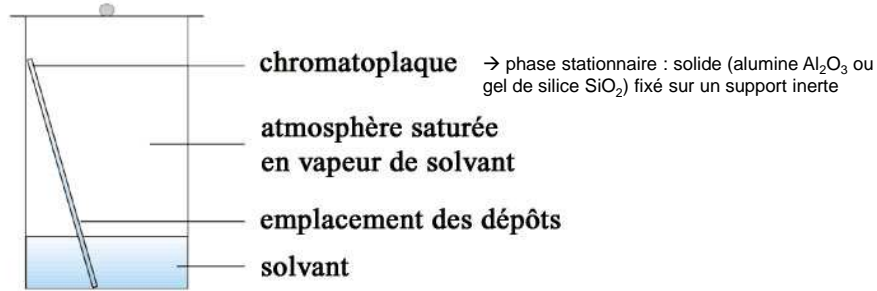 chromatoplaque → phase stationnaire : solide (alumine Al₂O₃ ou
gel de silice SiO₂) fixé sur un support inerte
atmosphère saturée
en vapeur de solvant
emplacement des dépôts
solvant